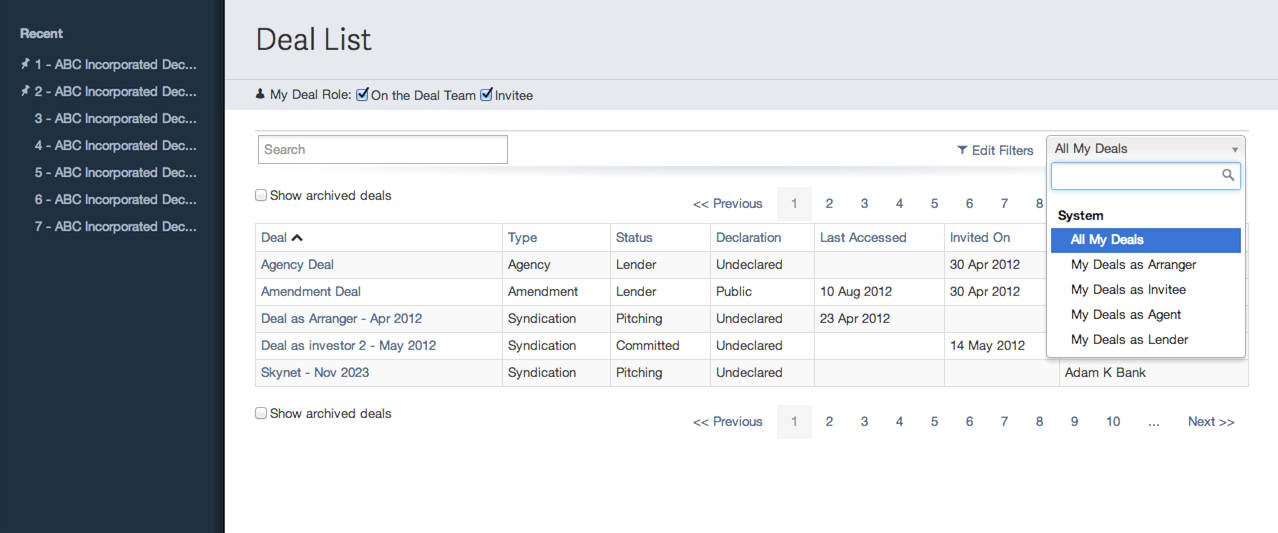 Recent
1 - ABC Incorporated Dec...
2 - ABC Incorporated Dec...
3 - ABC Incorporated Dec...
4 - ABC Incorporated Dec...
5 - ABC Incorporated Dec...
6 - ABC Incorporated Dec...
7 - ABC Incorporated Dec...
Deal List
My Deal Role: On the Deal Team Invitee
Search
Edit Filters
All My Deals
System
All My Deals
My Deals as Arranger
My Deals as Invitee
My Deals as Agent
My Deals as Lender
Show archived deals
<< Previous 1 2 3 4 5 6 7 8
Deal Type Status Declaration Last Accessed Invited On
Agency Deal Agency Lender Undeclared 30 Apr 2012
Amendment Deal Amendment Lender Public 10 Aug 2012 30 Apr 2012
Deal as Arranger - Apr 2012 Syndication Pitching Undeclared 23 Apr 2012
Deal as investor 2 - May 2012 Syndication Committed Undeclared 14 May 2012
Skynet - Nov 2023 Syndication Pitching Undeclared Adam K Bank
Show archived deals
<< Previous 1 2 3 4 5 6 7 8 9 10 ... Next >>